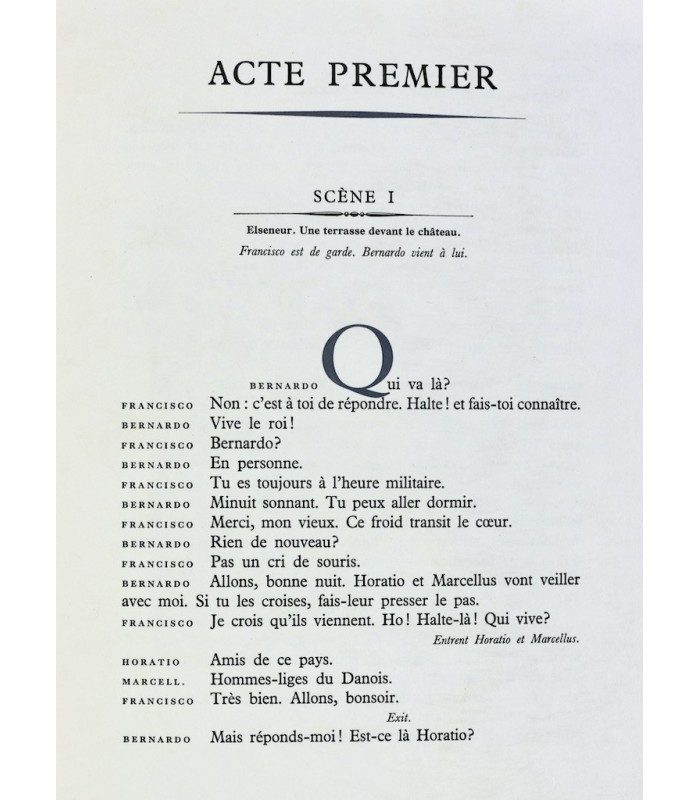 ACTE PREMIER
SCÈNE I
Elseneur. Une terrasse devant le château.
Francisco est de garde. Bernardo vient à lui.
BERNARDO Qui va là?
FRANCISCO Non : c'est à toi de répondre. Halte! et fais-toi connaître.
BERNARDO Vive le roi!
FRANCISCO Bernardo?
BERNARDO En personne.
FRANCISCO Tu es toujours à l'heure militaire.
BERNARDO Minuit sonnant. Tu peux aller dormir.
FRANCISCO Merci, mon vieux. Ce froid transit le cœur.
BERNARDO Rien de nouveau?
FRANCISCO Pas un cri de souris.
BERNARDO Allons, bonne nuit. Horatio et Marcellus vont veiller
avec moi. Si tu les croises, fais-leur presser le pas.
FRANCISCO Je crois qu'ils viennent. Ho! Halte-là! Qui vive?
Entrent Horatio et Marcellus.
HORATIO Amis de ce pays.
MARCELL. Hommes-liges du Danois.
FRANCISCO Très bien. Allons, bonsoir.
Exit.
BERNARDO Mais réponds-moi! Est-ce là Horatio?